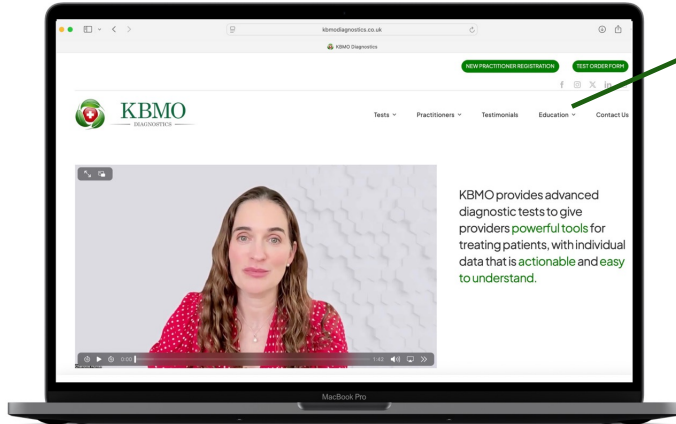 kbmodiagnostics.co.uk
KBMO Diagnostics
NEW PRACTITIONER REGISTRATION
TEST ORDER FORM
KBMO
DIAGNOSTICS
Tests
Practitioners
Testimonials
Education
Contact Us
KBMO provides advanced
diagnostic tests to give
providers powerful tools for
treating patients, with individual
data that is actionable and easy
to understand.
0:00
1:42
MacBook Pro